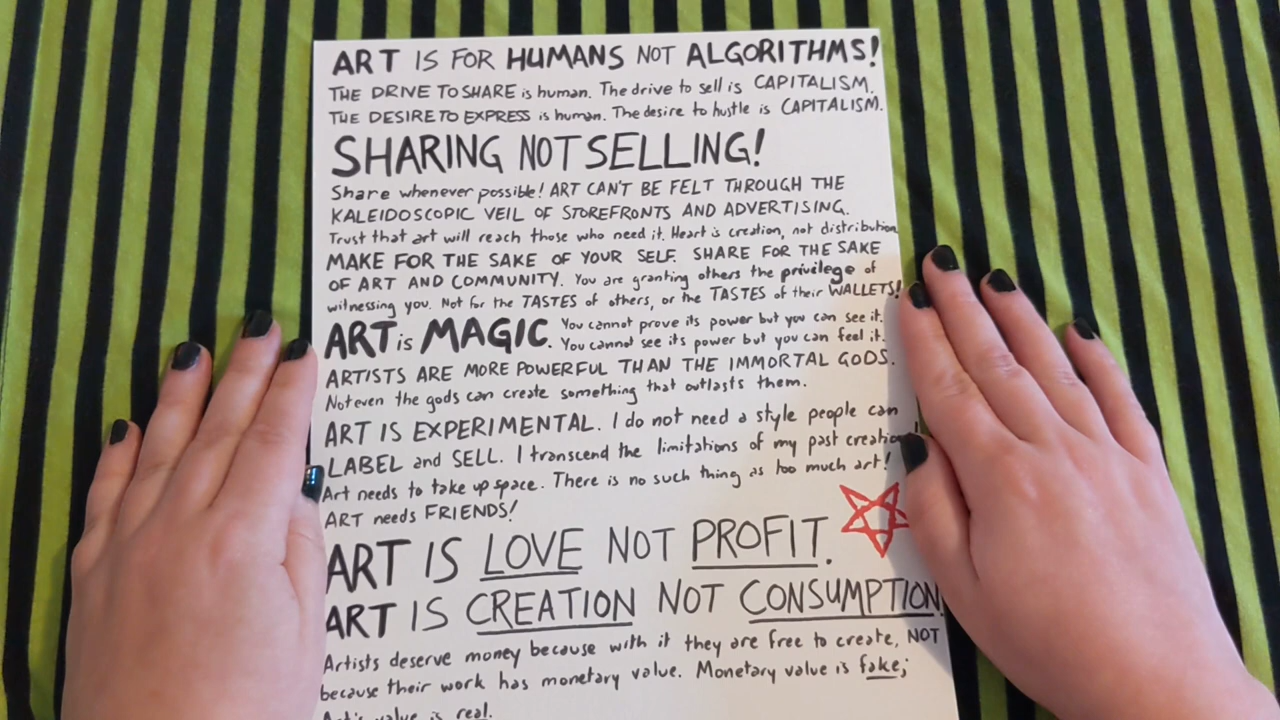 ART IS FOR HUMANS NOT ALGORITHMS!
THE DRIVE TO SHARE is human. The drive to sell is CAPITALISM.
THE DESIRE TO EXPRESS is human. The desire to hustle is CAPITALISM.
SHARING NOT SELLING!
Share whenever possible! ART CAN'T BE FELT THROUGH THE
KALEIDOSCOPIC VEIL OF STOREFRONTS AND ADVERTISING.
Trust that art will reach those who need it. Heart is creation, not distribution.
MAKE FOR THE SAKE OF YOUR SELF. SHARE FOR THE SAKE
OF ART AND COMMUNITY. You are granting others the privilege of
witnessing you. Not for the TASTES of others, or the TASTES of their WALLETS!
ART is MAGIC. You cannot prove its power but you can see it.
You cannot see its power but you can feel it.
ARTISTS ARE MORE POWERFUL THAN THE IMMORTAL GODS.
Not even the gods can create something that outlasts them.
ART IS EXPERIMENTAL. I do not need a style people can
LABEL and SELL. I transcend the limitations of my past
Art needs to take up space. There is no such thing as too much art!
ART needs FRIENDS!
ART IS LOVE NOT PROFIT.
ART IS CREATION NOT CONSUMPTION.
Artists deserve money because with it they are free to create, NOT
because their work has monetary value. Monetary value is fake;
Art's value is real.